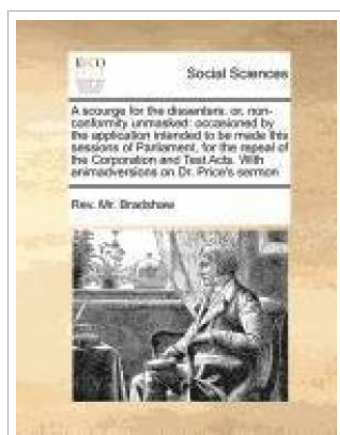 ECCO
Social Sciences
A scourge for the dissenters: or, non-
conformity unmasked: occasioned by
the application intended to be made this
sessions of Parliament, for the repeal of
the Corporation and Test Acts. With
animadversions on Dr. Price's sermon
Rev. Mr. Bradshaw